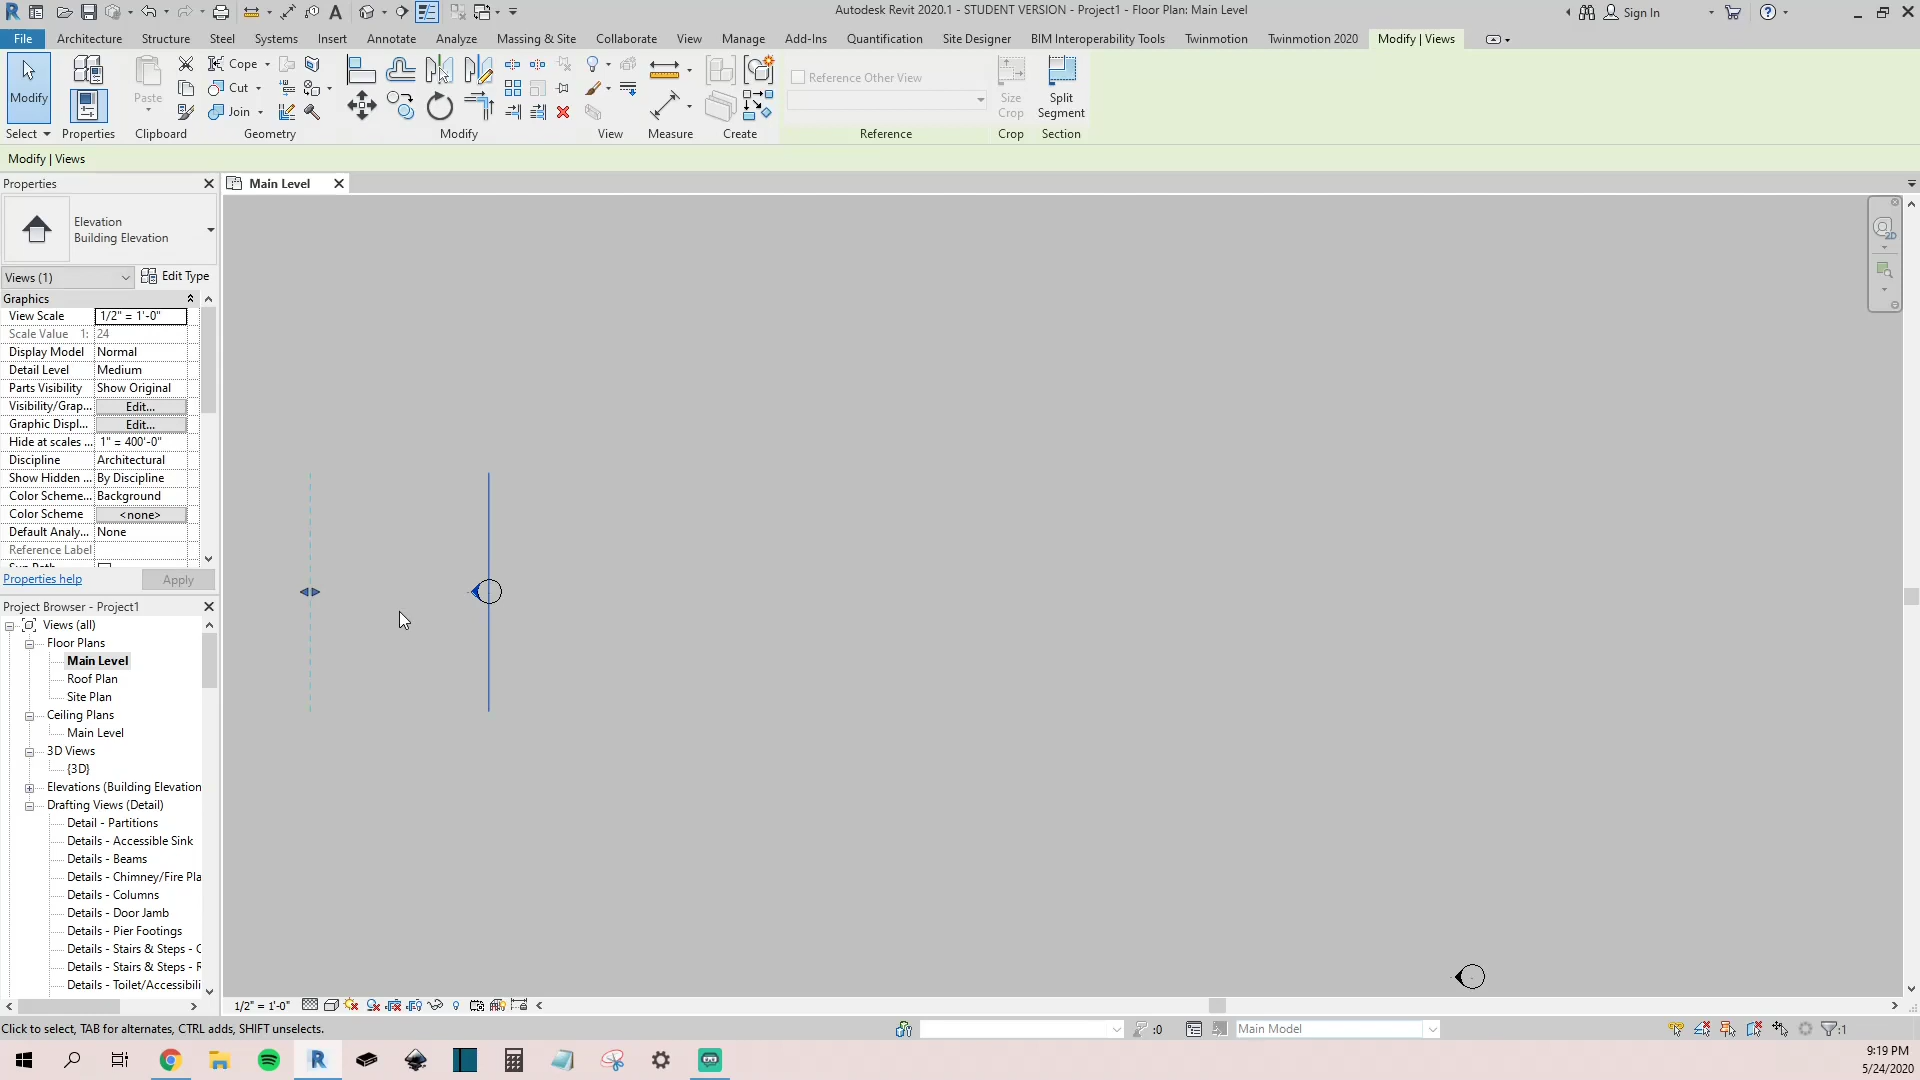 Autodesk Revit 2020.1 - STUDENT VERSION - Project1 - Floor Plan: Main Level
Sign In
File
Architecture
Structure
Steel
Systems
Insert
Annotate
Analyze
Massing & Site
Collaborate
View
Manage
Add-Ins
Quantification
Site Designer
BIM Interoperability Tools
Twinmotion
Twinmotion 2020
Modify | Views
Modify
Paste
Cope
Cut
Join
Reference Other View
Size
Crop
Split
Segment
Select
Properties
Clipboard
Geometry
Modify
View
Measure
Create
Reference
Crop
Section
Modify | Views
Properties
Main Level
Elevation
Building Elevation
Views (1)
Edit Type
Graphics
View Scale 1/2" = 1'-0"
Scale Value 1: 24
Display Model Normal
Detail Level Medium
Parts Visibility Show Original
Visibility/Grap... Edit...
Graphic Displ... Edit...
Hide at scales ... 1" = 400'-0"
Discipline Architectural
Show Hidden ... By Discipline
Color Scheme... Background
Color Scheme <none>
Default Analy... None
Reference Label
Properties help
Apply
Project Browser - Project1
Views (all)
Floor Plans
Main Level
Roof Plan
Site Plan
Ceiling Plans
Main Level
3D Views
{3D}
Elevations (Building Elevation
Drafting Views (Detail)
Detail - Partitions
Details - Accessible Sink
Details - Beams
Details - Chimney/Fire Pla
Details - Columns
Details - Door Jamb
Details - Pier Footings
Details - Stairs & Steps - C
Details - Stairs & Steps - R
Details - Toilet/Accessibili
1/2" = 1'-0"
Click to select, TAB for alternates, CTRL adds, SHIFT unselects.
:0
Main Model
:1
9:19 PM
5/24/2020